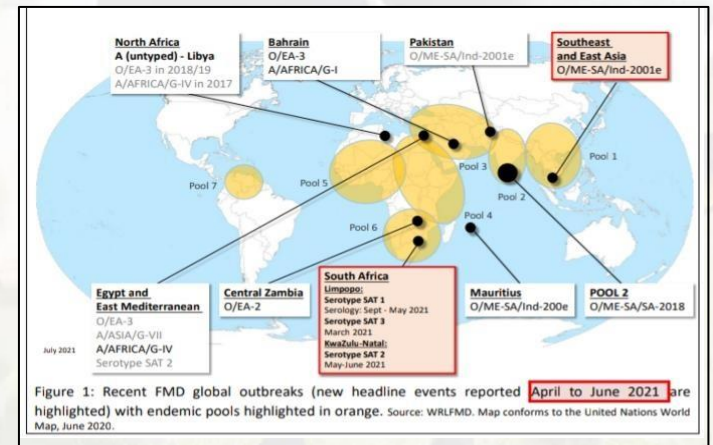 North Africa
A (untyped) - Libya
O/EA-3 in 2018/19
A/AFRICA/G-IV in 2017
Bahrain
O/EA-3
A/AFRICA/G-I
Pakistan
O/ME-SA/Ind-2001e
Southeast
and East Asia
O/ME-SA/Ind-2001e
Pool 1
Pool 3
Pool 2
Pool 7
Pool 5
Pool 4
Pool 6
Egypt and
East Mediterranean
O/EA-3
A/ASIA/G-VII
A/AFRICA/G-IV
Serotype SAT 2
Central Zambia
O/EA-2
South Africa
Limpopo:
Serotype SAT 1
Serology: Sept - May 2021
Serotype SAT 3
March 2021
KwaZulu-Natal:
Serotype SAT 2
May-June 2021
Mauritius
O/ME-SA/Ind-200e
POOL 2
O/ME-SA/SA-2018
July 2021
Figure 1: Recent FMD global outbreaks (new headline events reported April to June 2021 are
highlighted) with endemic pools highlighted in orange. Source: WRLFMD. Map conforms to the United Nations World
Map, June 2020.